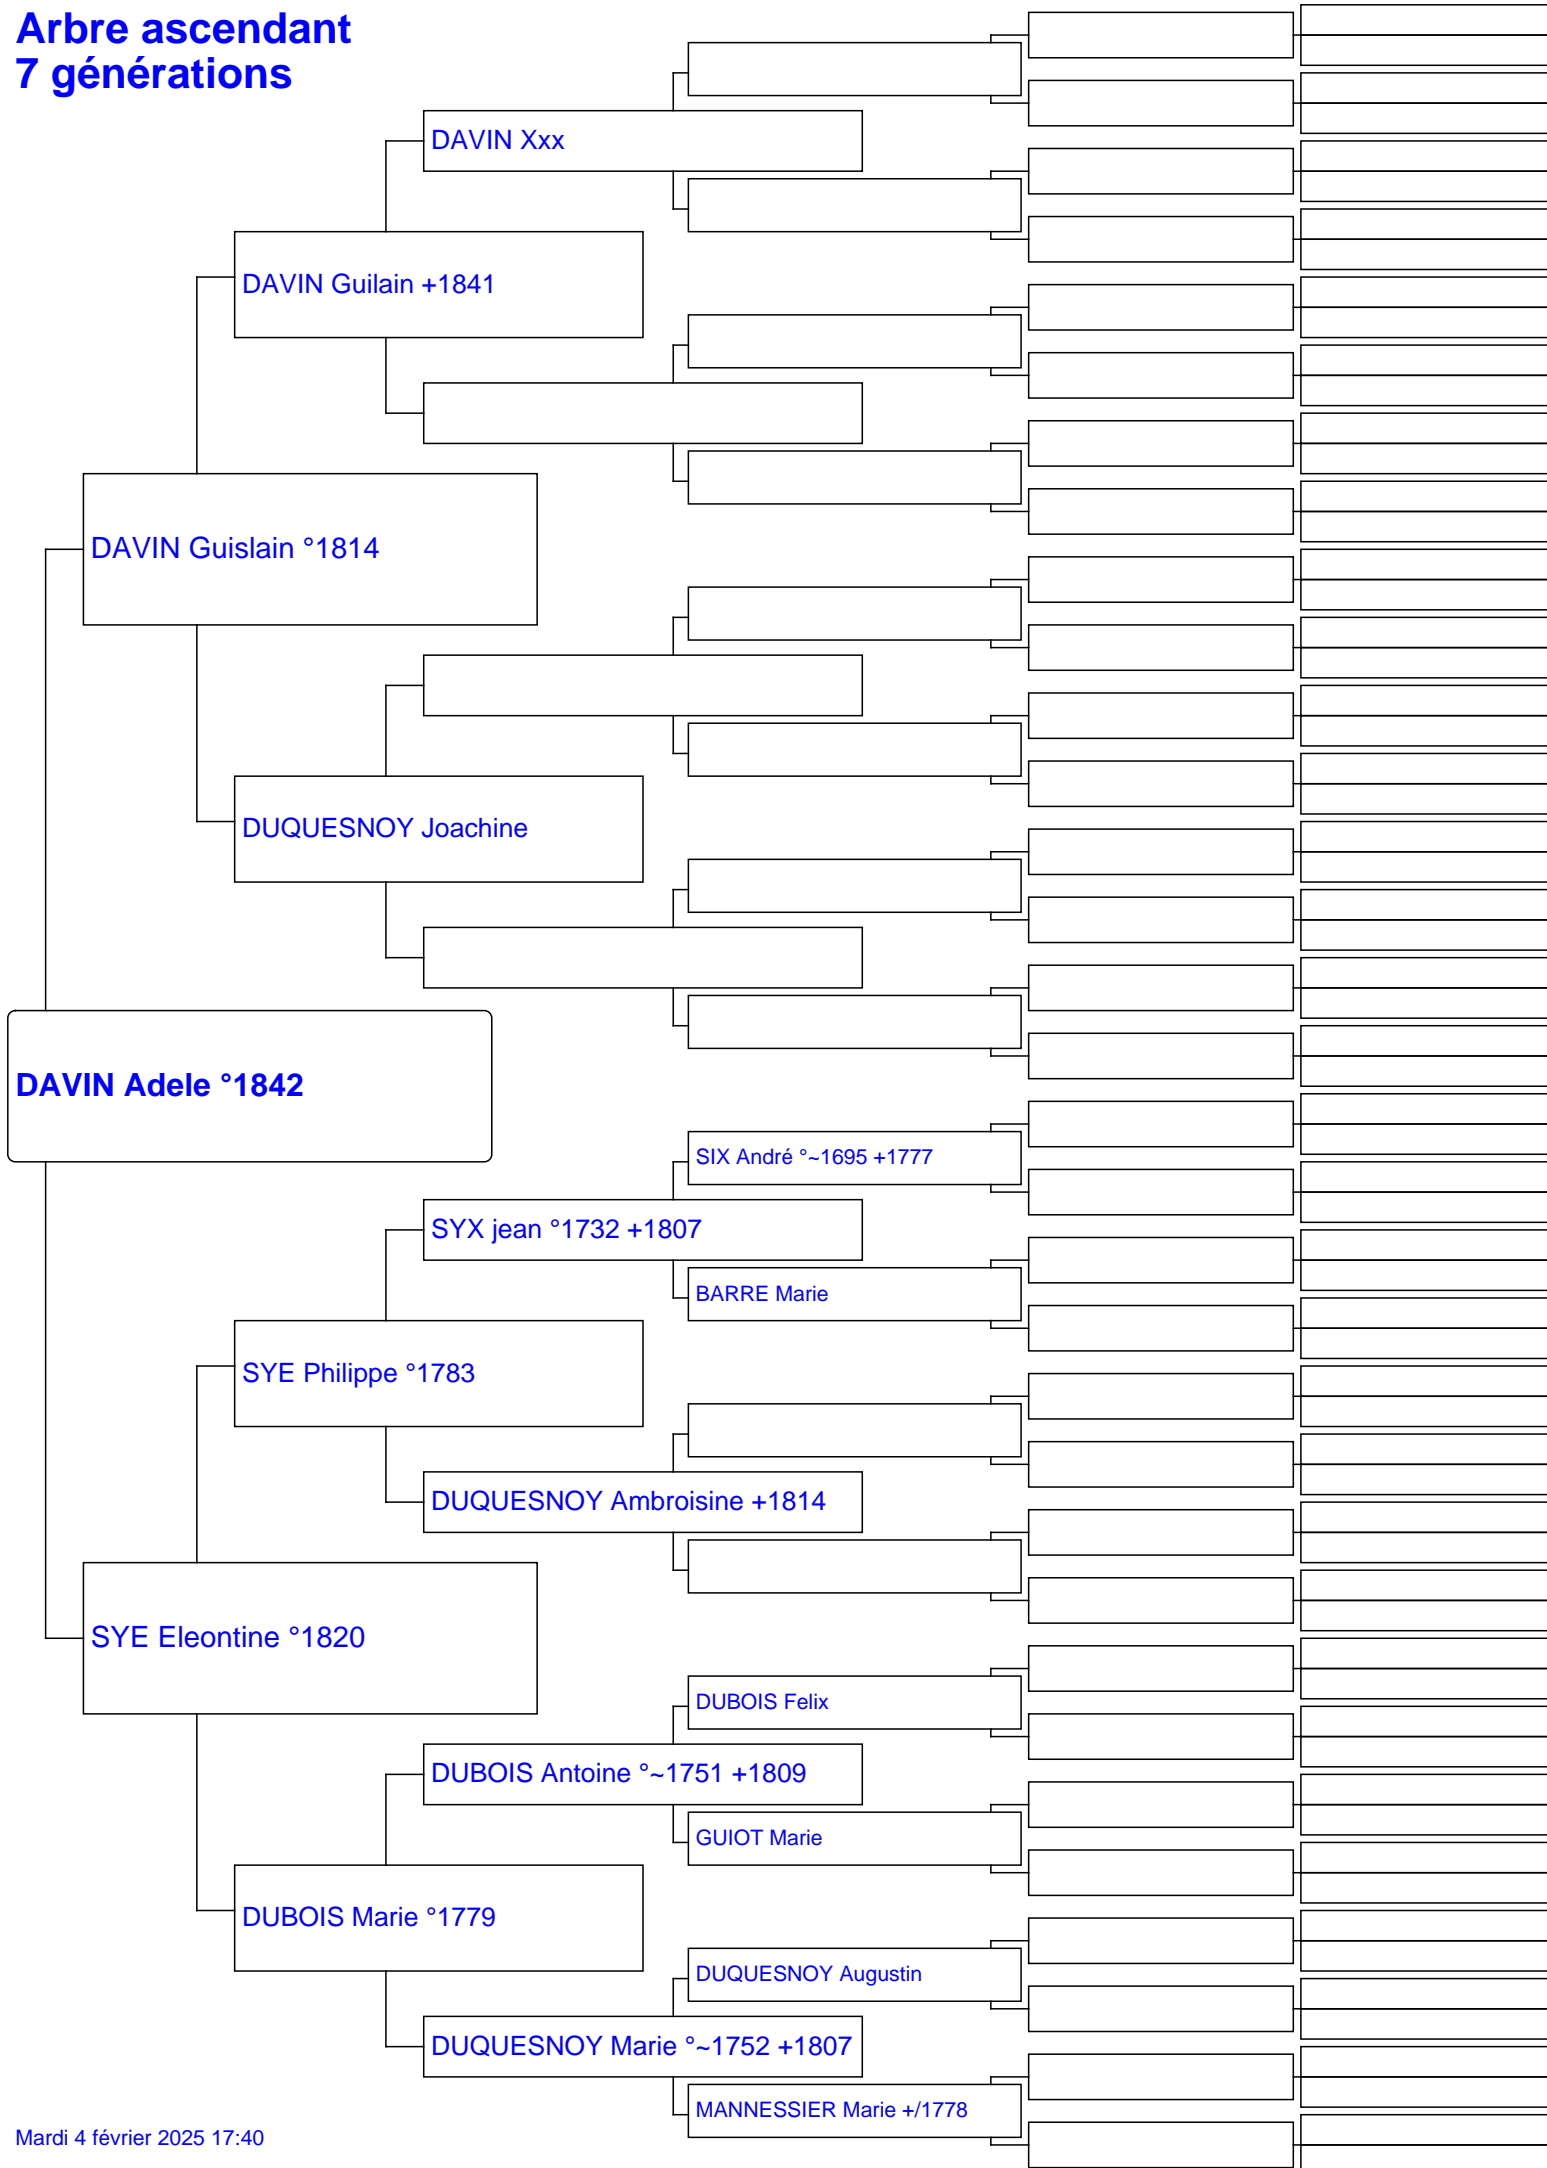 Arbre ascendant
7 générations
DAVIN Xxx
DAVIN Guilain +1841
DAVIN Guislain °1814
DUQUESNOY Joachine
DAVIN Adele °1842
SIX André °~1695 +1777
SYX jean °1732 +1807
BARRE Marie
SYE Philippe °1783
DUQUESNOY Ambroisine +1814
SYE Eleontine °1820
DUBOIS Felix
DUBOIS Antoine °~1751 +1809
GUIOT Marie
DUBOIS Marie °1779
DUQUESNOY Augustin
DUQUESNOY Marie °~1752 +1807
MANNESSIER Marie +/1778
Mardi 4 février 2025 17:40